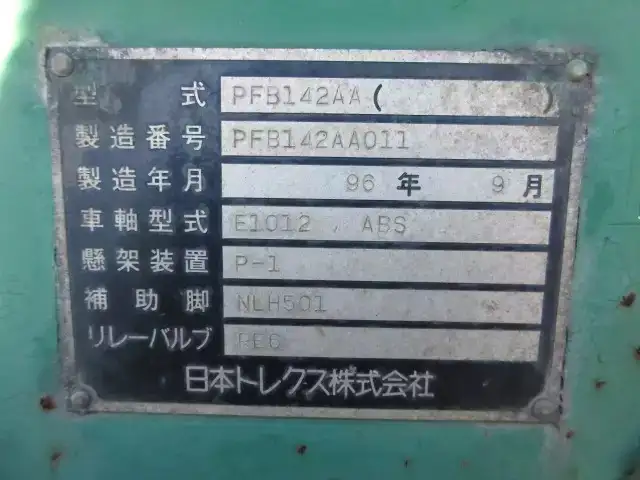 型式 PFB142AA( )
製造番号 PFB142AA011
製造年月 96 年 9 月
車軸型式 E1012 , ABS
懸架装置 P-1
補助脚 NLH501
リレーバルブ RE6
日本トレクス株式会社